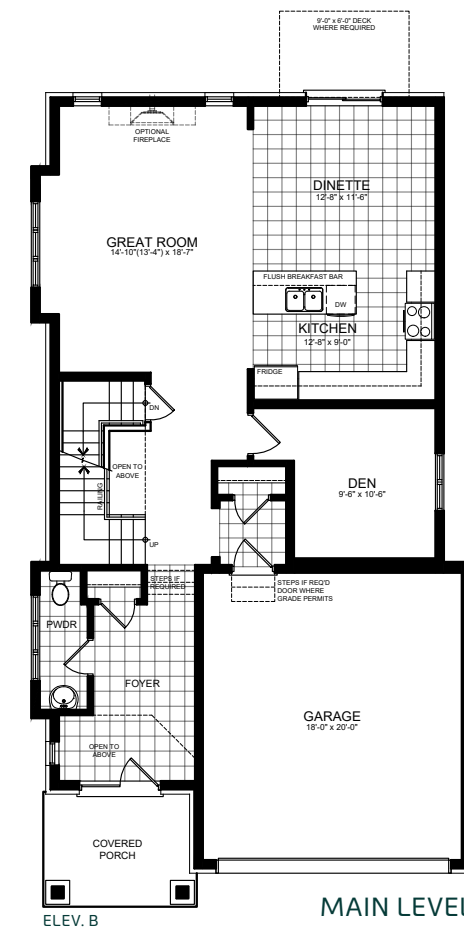 9'-0" x 6'-0" DECK
WHERE REQUIRED
OPTIONAL
FIREPLACE
DINETTE
12'-8" x 11'-6"
GREAT ROOM
14'-10"(13'-4") x 18'-7"
FLUSH BREAKFAST BAR
DW
KITCHEN
12'-8" x 9'-0"
FRIDGE
DN
OPEN TO
ABOVE
RAILING
DEN
9'-6" x 10'-6"
UP
STEPS IF
REQUIRED
STEPS IF REQ'D
DOOR WHERE
GRADE PERMITS
PWDR
FOYER
GARAGE
18'-0" x 20'-0"
OPEN TO
ABOVE
COVERED
PORCH
MAIN LEVEL
ELEV. B